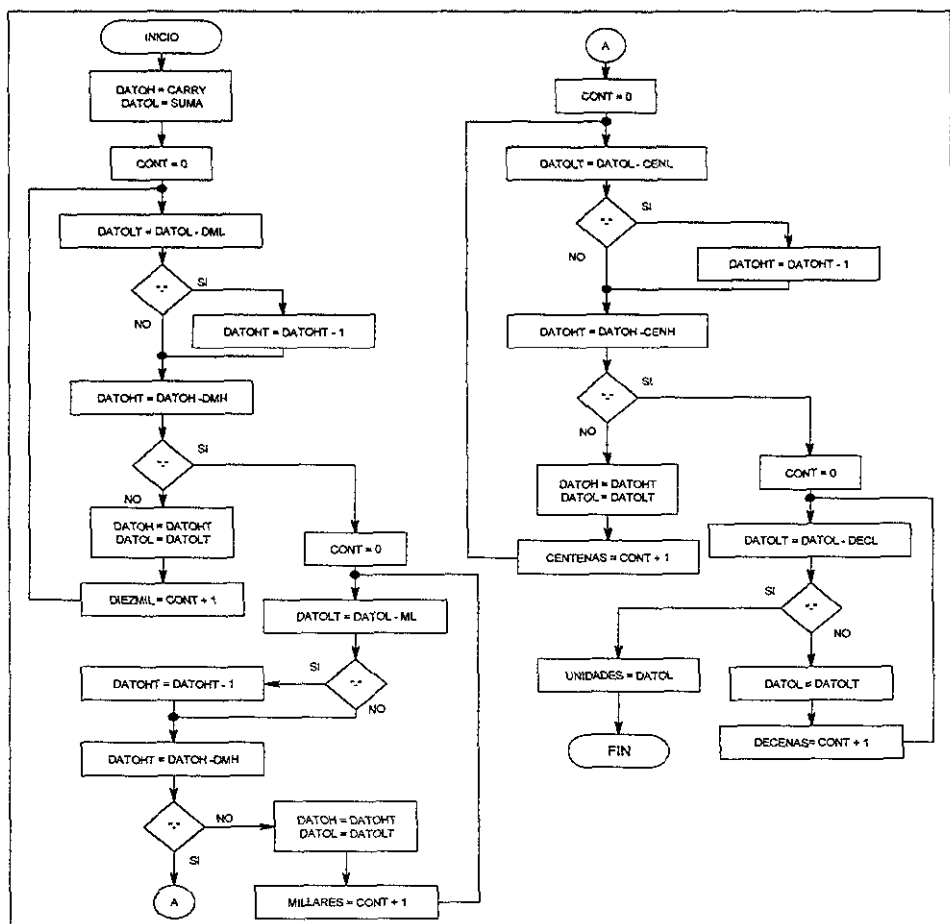 INICIO
DATOH = CARRY
DATOL = SUMA
CONT = 0
DATOLT = DATOL - DML
"-"
SI
NO
DATOHT = DATOHT - 1
DATOHT = DATOH -DMH
"-"
SI
NO
DATOH = DATOHT
DATOL = DATOLT
DIEZMIL = CONT + 1
CONT = 0
DATOLT = DATOL - ML
"-"
SI
NO
DATOHT = DATOHT - 1
DATOHT = DATOH -DMH
"-"
NO
SI
DATOH = DATOHT
DATOL = DATOLT
MILLARES = CONT + 1
A
A
CONT = 0
DATOLT = DATOL - CENL
"-"
SI
NO
DATOHT = DATOHT - 1
DATOHT = DATOH -CENH
"-"
SI
NO
DATOH = DATOHT
DATOL = DATOLT
CENTENAS = CONT + 1
CONT = 0
DATOLT = DATOL - DECL
"-"
SI
NO
UNIDADES = DATOL
DATOL = DATOLT
DECENAS= CONT + 1
FIN